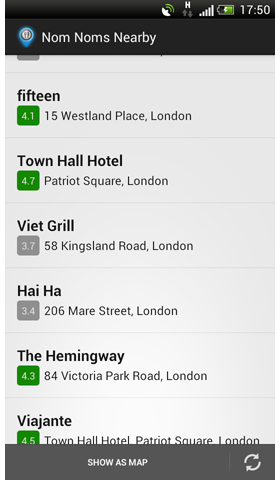 H 17:50
Nom Noms Nearby
fifteen
4.1 15 Westland Place, London
Town Hall Hotel
4.7 Patriot Square, London
Viet Grill
3.7 58 Kingsland Road, London
Hai Ha
3.4 206 Mare Street, London
The Hemingway
4.3 84 Victoria Park Road, London
Viajante
4.5 Town Hall Hotel, Patriot Square, London
SHOW AS MAP